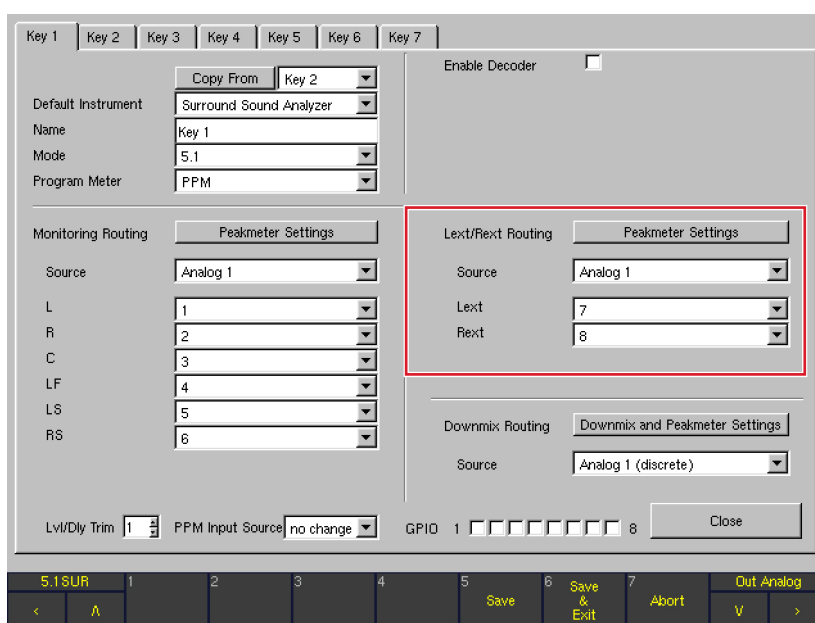 Key 1 Key 2 Key 3 Key 4 Key 5 Key 6 Key 7
Copy From Key 2
Default Instrument Surround Sound Analyzer
Name Key 1
Mode 5.1
Program Meter PPM
Enable Decoder
Monitoring Routing Peakmeter Settings
Source Analog 1
L 1
R 2
C 3
LF 4
LS 5
RS 6
Lext/Rext Routing Peakmeter Settings
Source Analog 1
Lext 7
Rext 8
Downmix Routing Downmix and Peakmeter Settings
Source Analog 1 (discrete)
Lvl/Dly Trim 1 PPM Input Source no change GPIO 1 8 Close
5.1SUR 1 2 3 4 5 Save 6 Save & Exit 7 Abort Out Analog
< Λ V >